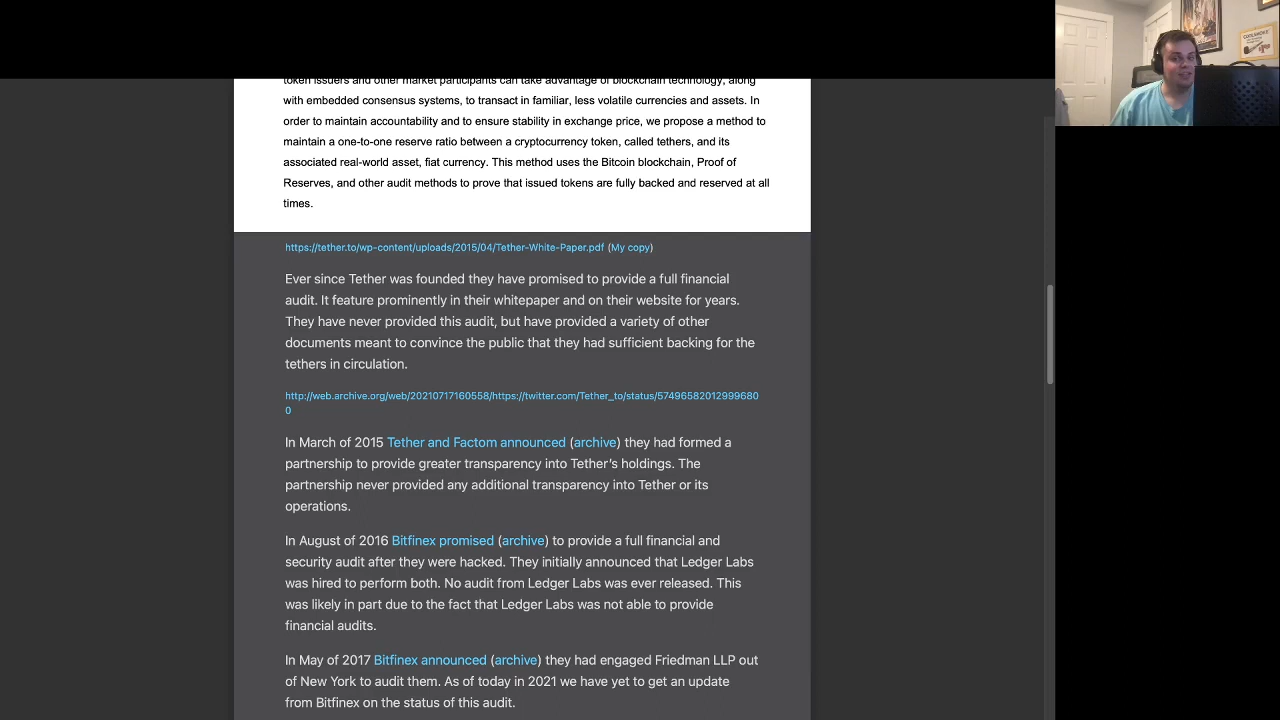 token issuers and other market participants can take advantage of blockchain technology, along
with embedded consensus systems, to transact in familiar, less volatile currencies and assets. In
order to maintain accountability and to ensure stability in exchange price, we propose a method to
maintain a one-to-one reserve ratio between a cryptocurrency token, called tethers, and its
associated real-world asset, fiat currency. This method uses the Bitcoin blockchain, Proof of
Reserves, and other audit methods to prove that issued tokens are fully backed and reserved at all
times.
https://tether.to/wp-content/uploads/2015/04/Tether-White-Paper.pdf (My copy)
Ever since Tether was founded they have promised to provide a full financial
audit. It feature prominently in their whitepaper and on their website for years.
They have never provided this audit, but have provided a variety of other
documents meant to convince the public that they had sufficient backing for the
tethers in circulation.
http://web.archive.org/web/20210717160558/https://twitter.com/Tether_to/status/57496582012999680
0
In March of 2015 Tether and Factom announced (archive) they had formed a
partnership to provide greater transparency into Tether's holdings. The
partnership never provided any additional transparency into Tether or its
operations.
In August of 2016 Bitfinex promised (archive) to provide a full financial and
security audit after they were hacked. They initially announced that Ledger Labs
was hired to perform both. No audit from Ledger Labs was ever released. This
was likely in part due to the fact that Ledger Labs was not able to provide
financial audits.
In May of 2017 Bitfinex announced (archive) they had engaged Friedman LLP out
of New York to audit them. As of today in 2021 we have yet to get an update
from Bitfinex on the status of this audit.